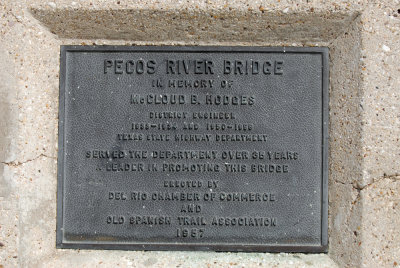 PECOS RIVER BRIDGE
IN MEMORY OF
McCLOUD B. HODGES
DISTRICT ENGINEER
AND
TEXAS STATE HIGHWAY DEPARTMENT
SERVED THE DEPARTMENT OVER 36 YEARS
A LEADER IN PROMOTING THIS BRIDGE
ERECTED BY
DEL RIO CHAMBER OF COMMERCE
AND
OLD SPANISH TRAIL ASSOCIATION
1957